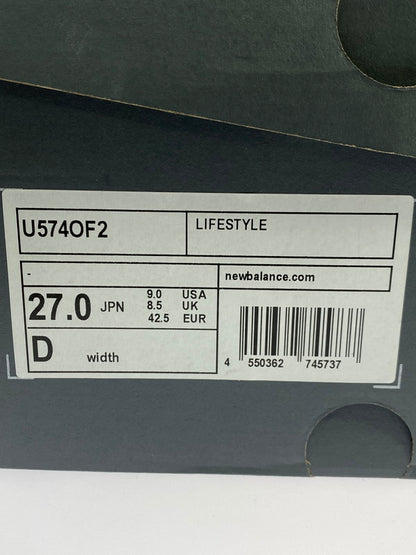 U574OF2
LIFESTYLE
-
newbalance.com
27.0 JPN
9.0 USA
8.5 UK
42.5 EUR
D width
4 550362 745737